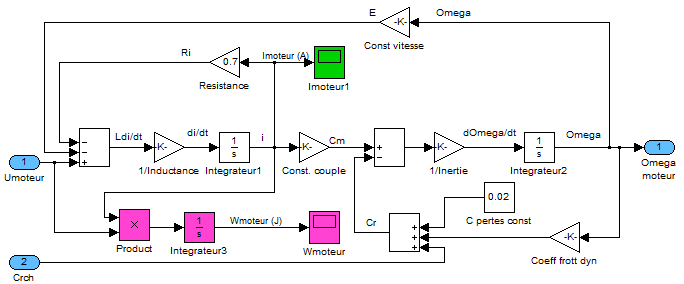 E
Omega
-K-
Const vitesse
Ri
Imoteur (A)
0.7
Resistance
Imoteur1
Ldi/dt
di/dt
i
Cm
dOmega/dt
Omega
1
Umoteur
-K-
1/Inductance
1
s
Integrateur1
-K-
Const. couple
-K-
1/Inertie
1
s
Integrateur2
1
Omega
moteur
Product
1
s
Integrateur3
Wmoteur (J)
Wmoteur
Cr
0.02
C pertes const
-K-
Coeff frott dyn
2
Crch